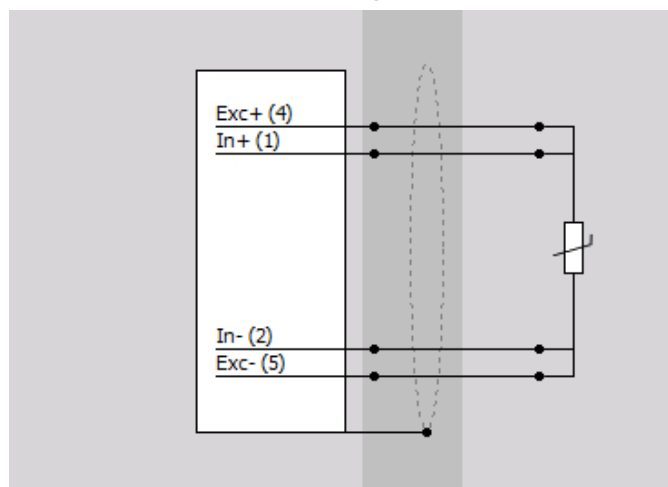 Exc+ (4)
In+ (1)
In- (2)
Exc- (5)